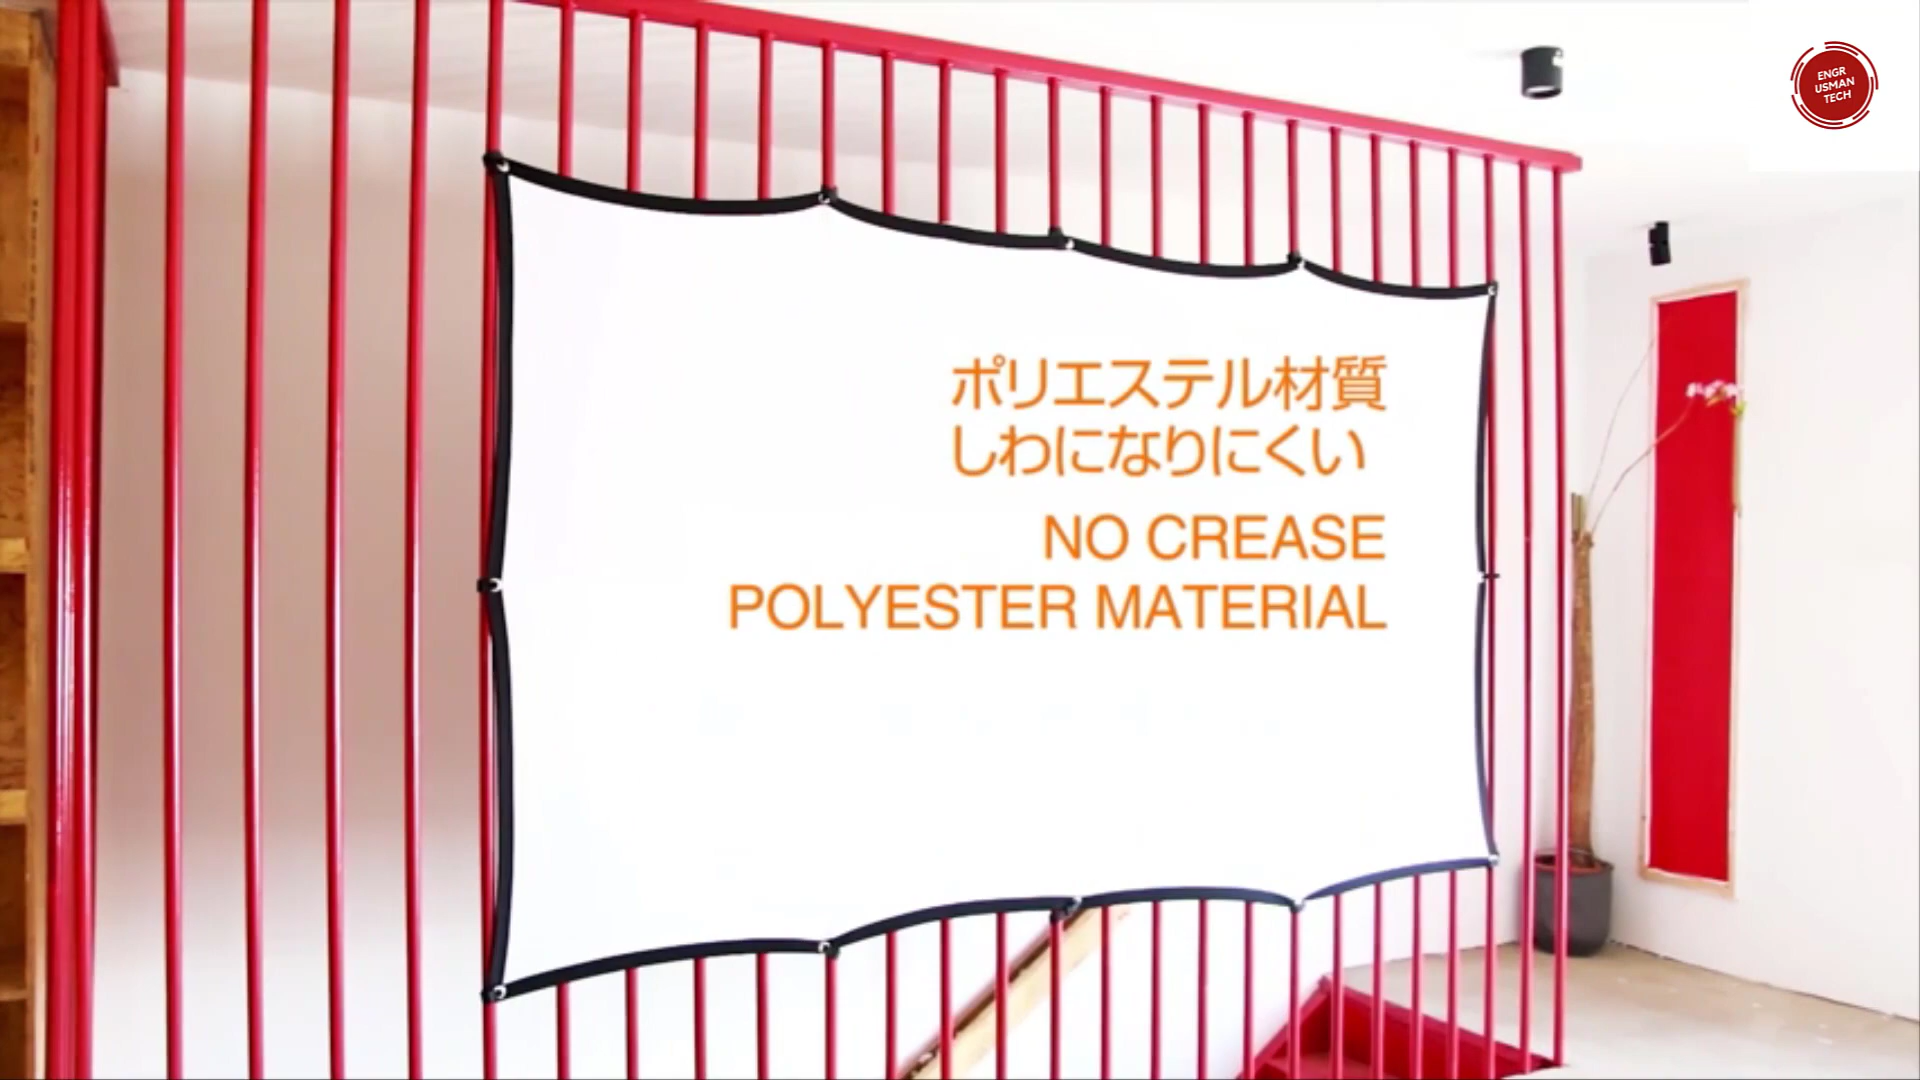 ポリエステル材質
しわになりにくい
NO CREASE
POLYESTER MATERIAL
ENGR
USMAN
TECH